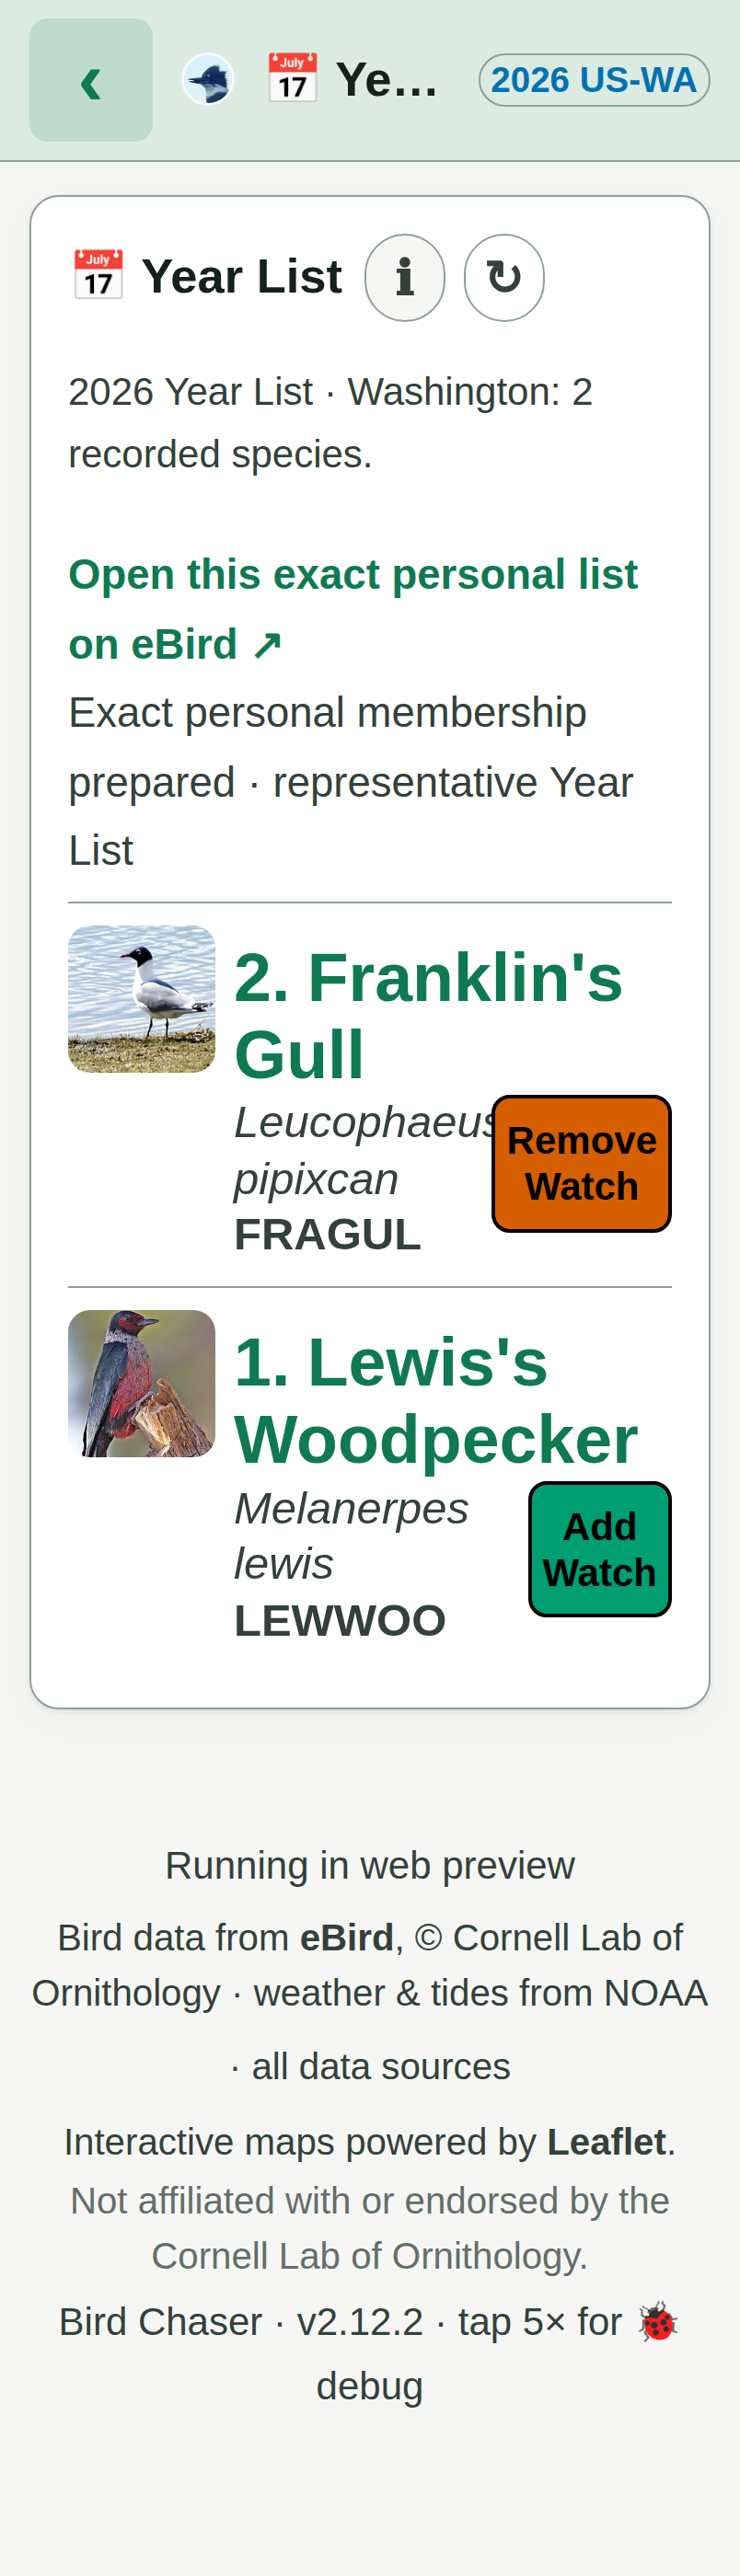 ‹ July 17 Ye... 2026 US-WA
July 17 Year List i ↻
2026 Year List · Washington: 2
recorded species.
Open this exact personal list
on eBird ↗
Exact personal membership
prepared · representative Year
List
2. Franklin's
Gull
Leucophaeus
pipixcan
FRAGUL
Remove
Watch
1. Lewis's
Woodpecker
Melanerpes
lewis
LEWWOO
Add
Watch
Running in web preview
Bird data from eBird, © Cornell Lab of
Ornithology · weather & tides from NOAA
· all data sources
Interactive maps powered by Leaflet.
Not affiliated with or endorsed by the
Cornell Lab of Ornithology.
Bird Chaser · v2.12.2 · tap 5× for 🐞
debug